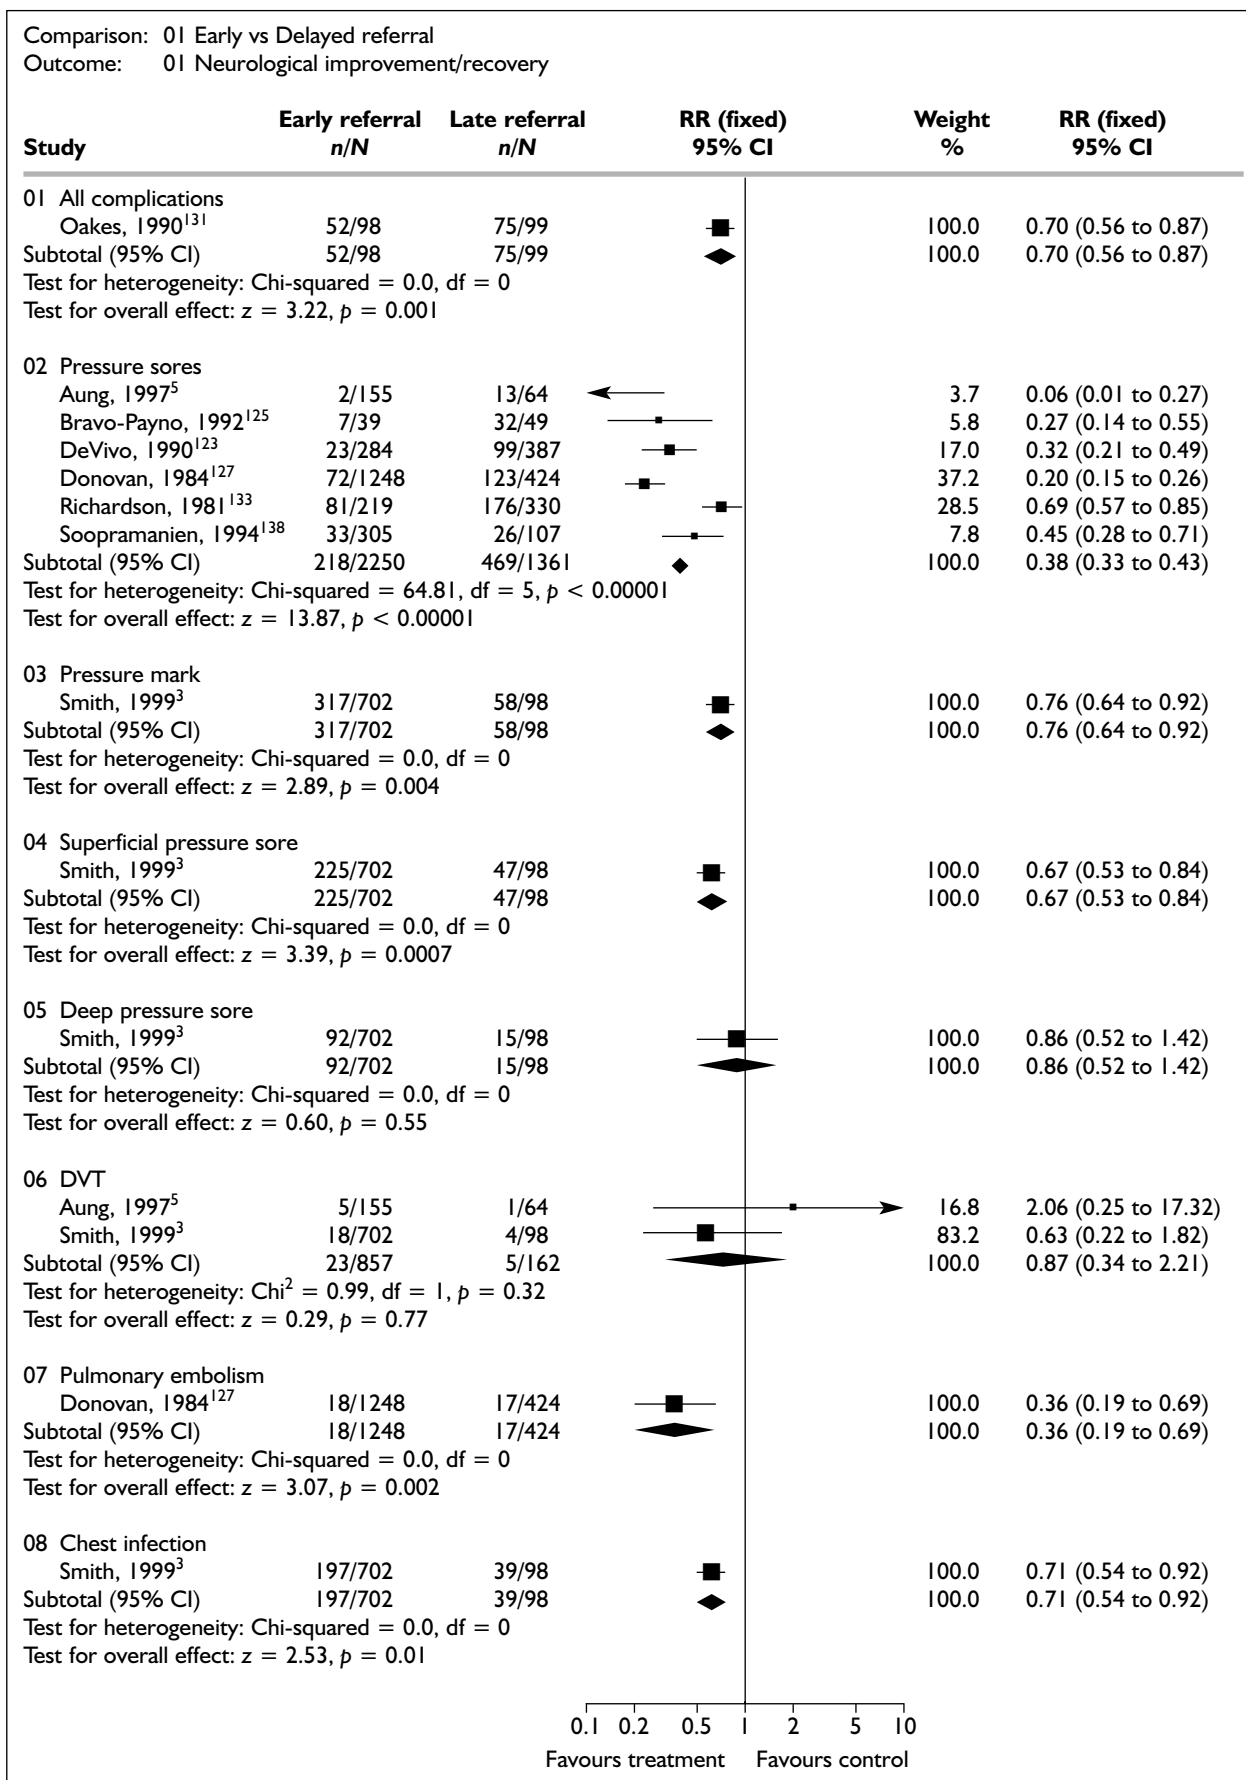 Comparison: 01 Early vs Delayed referral
Outcome: 01 Neurological improvement/recovery
Early referral Late referral RR (fixed) Weight RR (fixed)
Study n/N n/N 95% CI % 95% CI
01 All complications
Oakes, 1990¹³¹ 52/98 75/99 100.0 0.70 (0.56 to 0.87)
Subtotal (95% CI) 52/98 75/99 100.0 0.70 (0.56 to 0.87)
Test for heterogeneity: Chi-squared = 0.0, df = 0
Test for overall effect: z = 3.22, p = 0.001
02 Pressure sores
Aung, 1997⁵ 2/155 13/64 3.7 0.06 (0.01 to 0.27)
Bravo-Payno, 1992¹²⁵ 7/39 32/49 5.8 0.27 (0.14 to 0.55)
DeVivo, 1990¹²³ 23/284 99/387 17.0 0.32 (0.21 to 0.49)
Donovan, 1984¹²⁷ 72/1248 123/424 37.2 0.20 (0.15 to 0.26)
Richardson, 1981¹³³ 81/219 176/330 28.5 0.69 (0.57 to 0.85)
Soopramanien, 1994¹³⁸ 33/305 26/107 7.8 0.45 (0.28 to 0.71)
Subtotal (95% CI) 218/2250 469/1361 100.0 0.38 (0.33 to 0.43)
Test for heterogeneity: Chi-squared = 64.81, df = 5, p < 0.00001
Test for overall effect: z = 13.87, p < 0.00001
03 Pressure mark
Smith, 1999³ 317/702 58/98 100.0 0.76 (0.64 to 0.92)
Subtotal (95% CI) 317/702 58/98 100.0 0.76 (0.64 to 0.92)
Test for heterogeneity: Chi-squared = 0.0, df = 0
Test for overall effect: z = 2.89, p = 0.004
04 Superficial pressure sore
Smith, 1999³ 225/702 47/98 100.0 0.67 (0.53 to 0.84)
Subtotal (95% CI) 225/702 47/98 100.0 0.67 (0.53 to 0.84)
Test for heterogeneity: Chi-squared = 0.0, df = 0
Test for overall effect: z = 3.39, p = 0.0007
05 Deep pressure sore
Smith, 1999³ 92/702 15/98 100.0 0.86 (0.52 to 1.42)
Subtotal (95% CI) 92/702 15/98 100.0 0.86 (0.52 to 1.42)
Test for heterogeneity: Chi-squared = 0.0, df = 0
Test for overall effect: z = 0.60, p = 0.55
06 DVT
Aung, 1997⁵ 5/155 1/64 16.8 2.06 (0.25 to 17.32)
Smith, 1999³ 18/702 4/98 83.2 0.63 (0.22 to 1.82)
Subtotal (95% CI) 23/857 5/162 100.0 0.87 (0.34 to 2.21)
Test for heterogeneity: Chi² = 0.99, df = 1, p = 0.32
Test for overall effect: z = 0.29, p = 0.77
07 Pulmonary embolism
Donovan, 1984¹²⁷ 18/1248 17/424 100.0 0.36 (0.19 to 0.69)
Subtotal (95% CI) 18/1248 17/424 100.0 0.36 (0.19 to 0.69)
Test for heterogeneity: Chi-squared = 0.0, df = 0
Test for overall effect: z = 3.07, p = 0.002
08 Chest infection
Smith, 1999³ 197/702 39/98 100.0 0.71 (0.54 to 0.92)
Subtotal (95% CI) 197/702 39/98 100.0 0.71 (0.54 to 0.92)
Test for heterogeneity: Chi-squared = 0.0, df = 0
Test for overall effect: z = 2.53, p = 0.01
0.1 0.2 0.5 1 2 5 10
Favours treatment Favours control